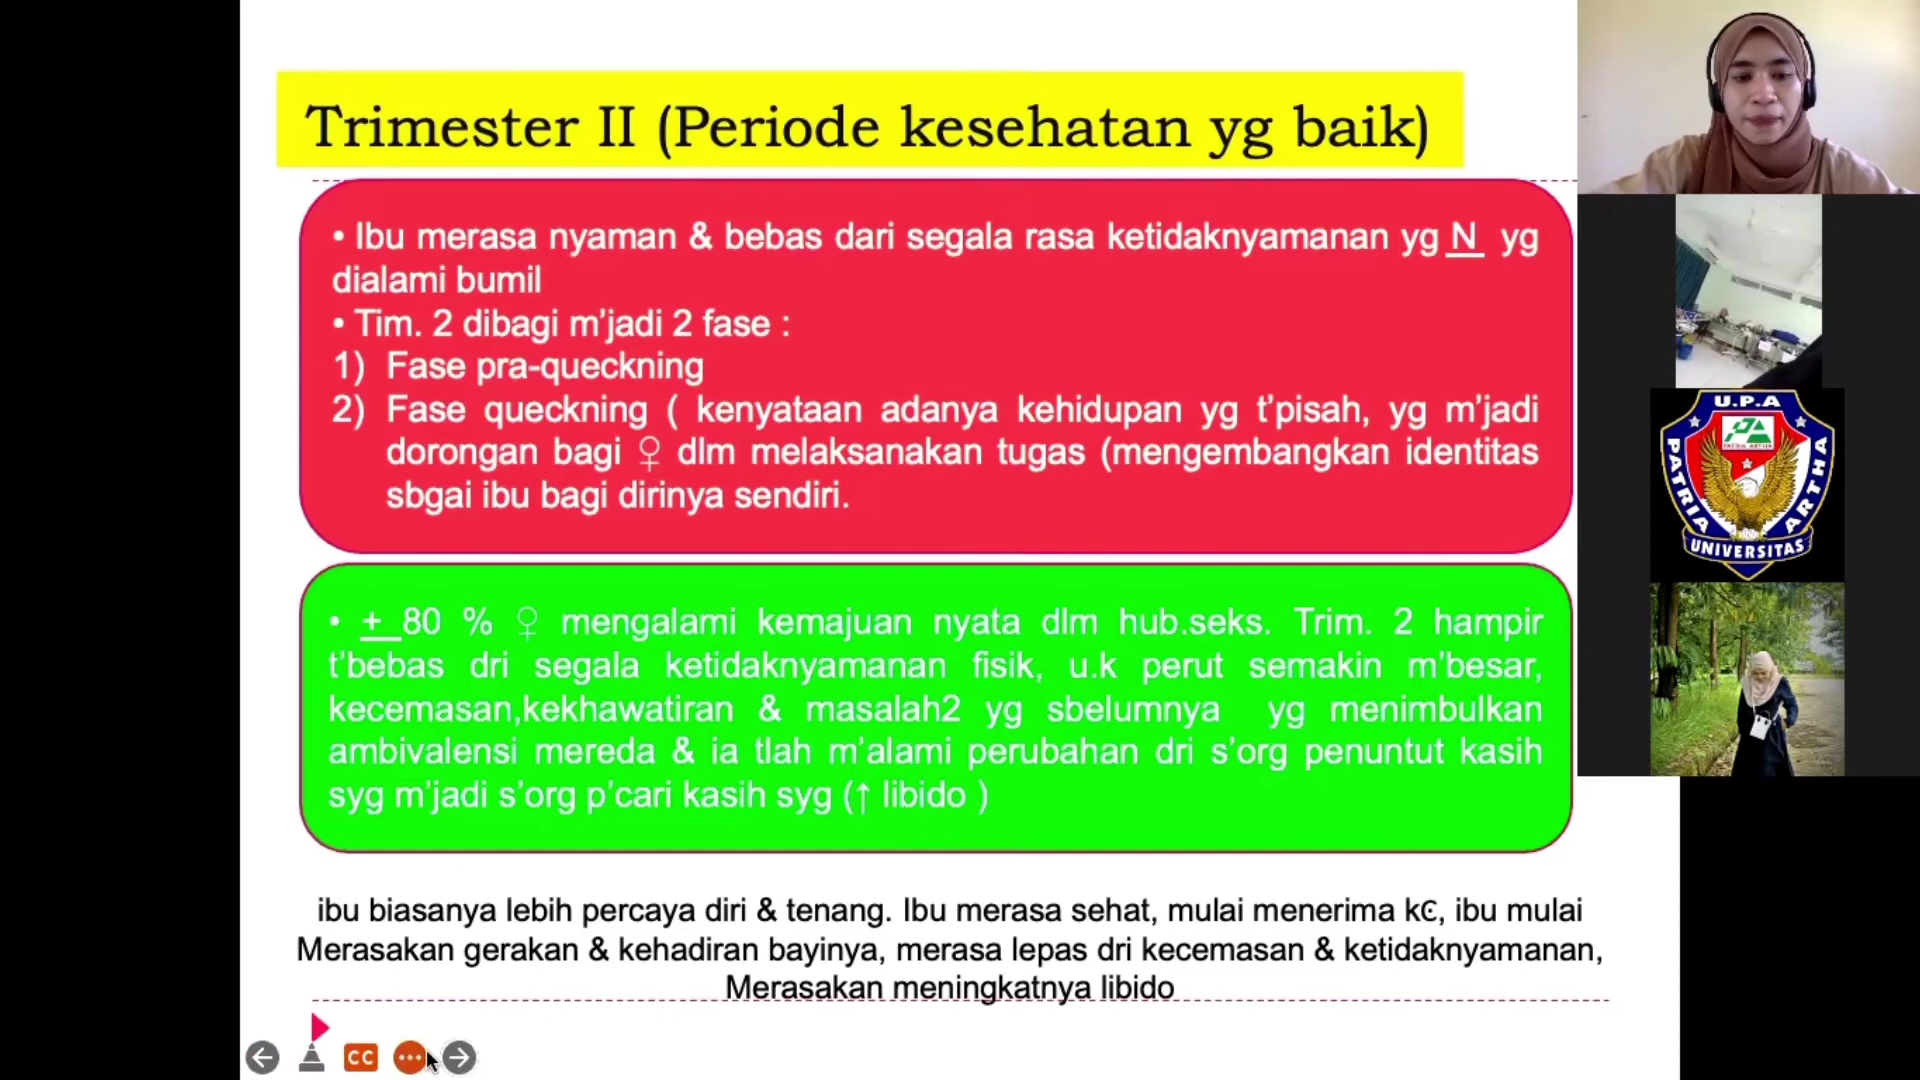 Trimester II (Periode kesehatan yg baik)
• Ibu merasa nyaman & bebas dari segala rasa ketidaknyamanan yg N yg
dialami bumil
• Tim. 2 dibagi m’jadi 2 fase :
1) Fase pra-queckning
2) Fase queckning ( kenyataan adanya kehidupan yg t’pisah, yg m’jadi
dorongan bagi ♀ dlm melaksanakan tugas (mengembangkan identitas
sbgai ibu bagi dirinya sendiri.
• + 80 % ♀ mengalami kemajuan nyata dlm hub.seks. Trim. 2 hampir
t’bebas dri segala ketidaknyamanan fisik, u.k perut semakin m’besar,
kecemasan,kekhawatiran & masalah2 yg sbelumnya yg menimbulkan
ambivalensi mereda & ia tlah m’alami perubahan dri s’org penuntut kasih
syg m’jadi s’org p’cari kasih syg (↑ libido )
ibu biasanya lebih percaya diri & tenang. Ibu merasa sehat, mulai menerima kͼ, ibu mulai
Merasakan gerakan & kehadiran bayinya, merasa lepas dri kecemasan & ketidaknyamanan,
Merasakan meningkatnya libido
CC
U.P.A
PATRIA ARTHA
PATRIA ARTHA
UNIVERSITAS